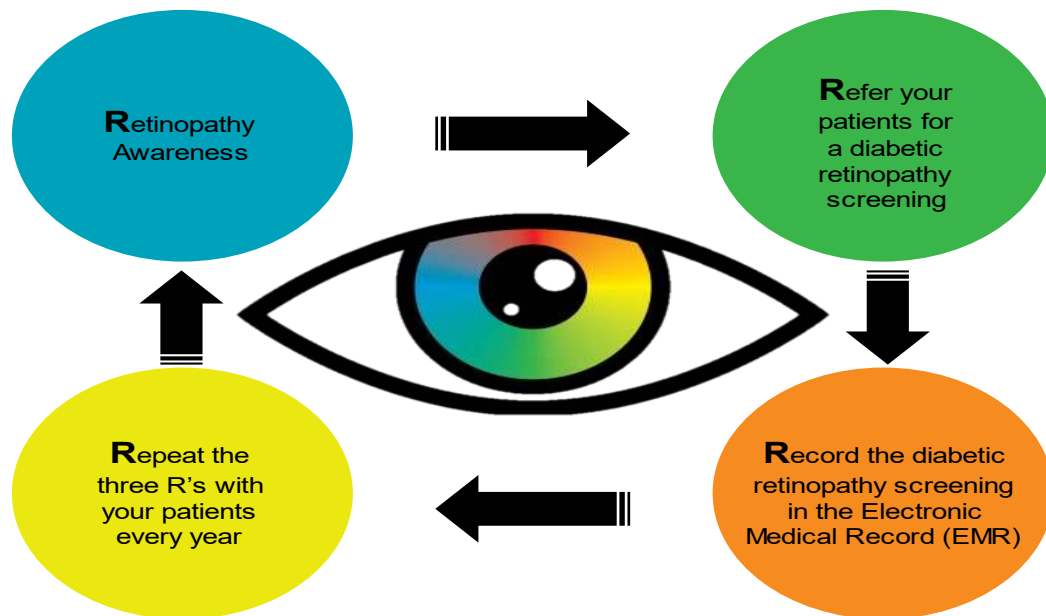 Retinopathy
Awareness
Refer your
patients for
a diabetic
retinopathy
screening
Record the diabetic
retinopathy screening
in the Electronic
Medical Record (EMR)
Repeat the
three R's with
your patients
every year